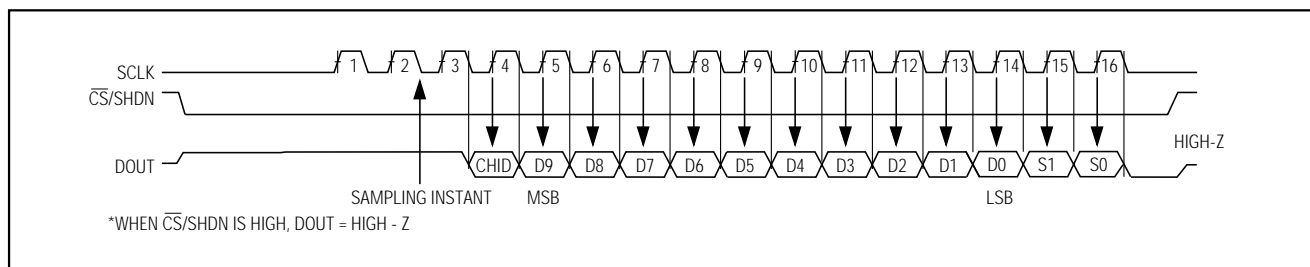 SCLK 1 2 3 4 5 6 7 8 9 10 11 12 13 14 15 16
CS/SHDN
HIGH-Z
DOUT CHID D9 D8 D7 D6 D5 D4 D3 D2 D1 D0 S1 S0
SAMPLING INSTANT MSB LSB
*WHEN CS/SHDN IS HIGH, DOUT = HIGH - Z